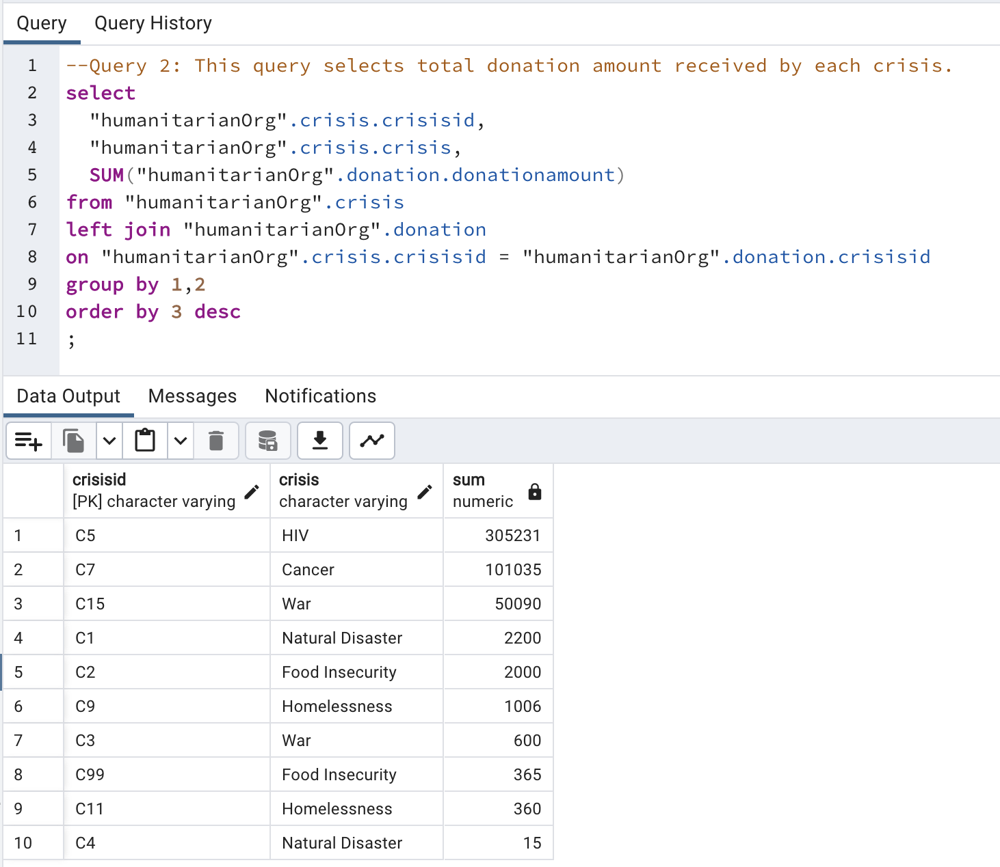 Query Query History
1 --Query 2: This query selects total donation amount received by each crisis.
2 select
3 "humanitarianOrg".crisis.crisisid,
4 "humanitarianOrg".crisis.crisis,
5 SUM("humanitarianOrg".donation.donationamount)
6 from "humanitarianOrg".crisis
7 left join "humanitarianOrg".donation
8 on "humanitarianOrg".crisis.crisisid = "humanitarianOrg".donation.crisisid
9 group by 1,2
10 order by 3 desc
11 ;
Data Output Messages Notifications
crisisid crisis sum
[PK] character varying character varying numeric
1 C5 HIV 305231
2 C7 Cancer 101035
3 C15 War 50090
4 C1 Natural Disaster 2200
5 C2 Food Insecurity 2000
6 C9 Homelessness 1006
7 C3 War 600
8 C99 Food Insecurity 365
9 C11 Homelessness 360
10 C4 Natural Disaster 15